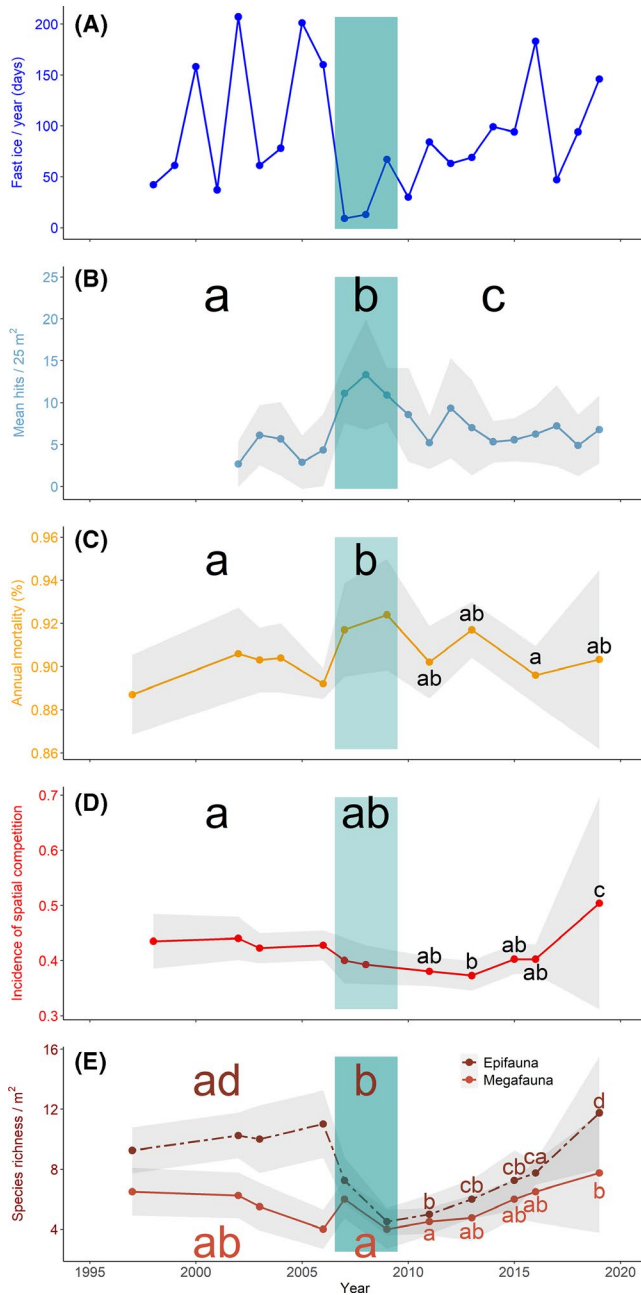 (A)
Fast ice / year (days)
200
150
100
50
0
(B)
a
b
c
Mean hits / 25 m²
25
20
15
10
5
0
(C)
a
b
Annual mortality (%)
0.96
0.94
0.92
0.90
0.88
0.86
ab
ab
a
ab
(D)
a
ab
Incidence of spatial competition
0.7
0.6
0.5
0.4
0.3
ab
b
ab
ab
c
(E)
ad
b
Epifauna
Megafauna
Species richness / m²
16
12
8
4
b
cb
cb
ca
d
ab
a
a
ab
ab
ab
b
1995
2000
2005
2010
2015
2020
Year